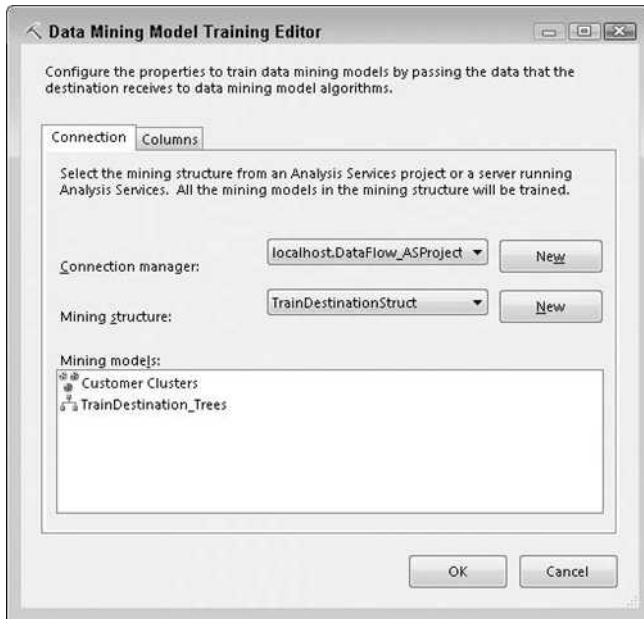 Data Mining Model Training Editor
Configure the properties to train data mining models by passing the data that the
destination receives to data mining model algorithms.
Connection Columns
Select the mining structure from an Analysis Services project or a server running
Analysis Services. All the mining models in the mining structure will be trained.
Connection manager: localhost.DataFlow_ASProject New
Mining structure: TrainDestinationStruct New
Mining models:
Customer Clusters
TrainDestination_Trees
OK Cancel